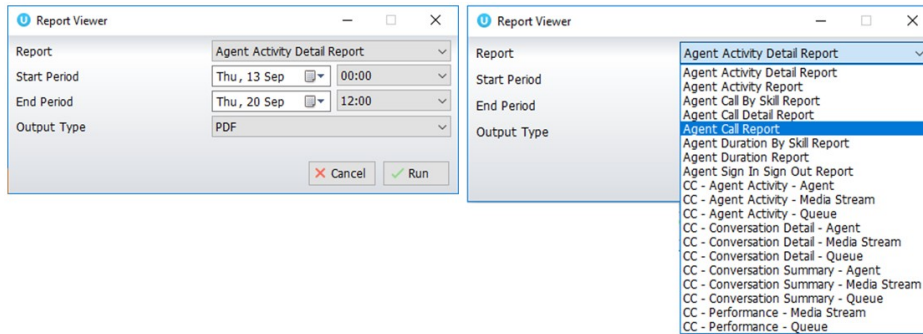 Report Viewer
Report Agent Activity Detail Report
Start Period Thu, 13 Sep 00:00
End Period Thu, 20 Sep 12:00
Output Type PDF
Cancel Run
Report Viewer
Report Agent Activity Detail Report
Start Period
End Period
Output Type
Agent Activity Detail Report
Agent Activity Report
Agent Call By Skill Report
Agent Call Detail Report
Agent Call Report
Agent Duration By Skill Report
Agent Duration Report
Agent Sign In Sign Out Report
CC - Agent Activity - Agent
CC - Agent Activity - Media Stream
CC - Agent Activity - Queue
CC - Conversation Detail - Agent
CC - Conversation Detail - Media Stream
CC - Conversation Detail - Queue
CC - Conversation Summary - Agent
CC - Conversation Summary - Media Stream
CC - Conversation Summary - Queue
CC - Performance - Media Stream
CC - Performance - Queue